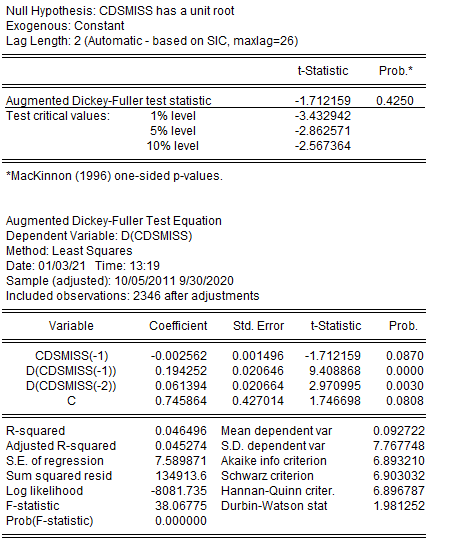 Null Hypothesis: CDSMISS has a unit root
Exogenous: Constant
Lag Length: 2 (Automatic - based on SIC, maxlag=26)
t-Statistic Prob.*
Augmented Dickey-Fuller test statistic -1.712159 0.4250
Test critical values: 1% level -3.432942
5% level -2.862571
10% level -2.567364
*MacKinnon (1996) one-sided p-values.
Augmented Dickey-Fuller Test Equation
Dependent Variable: D(CDSMISS)
Method: Least Squares
Date: 01/03/21 Time: 13:19
Sample (adjusted): 10/05/2011 9/30/2020
Included observations: 2346 after adjustments
Variable Coefficient Std. Error t-Statistic Prob.
CDSMISS(-1) -0.002562 0.001496 -1.712159 0.0870
D(CDSMISS(-1)) 0.194252 0.020646 9.408868 0.0000
D(CDSMISS(-2)) 0.061394 0.020664 2.970995 0.0030
C 0.745864 0.427014 1.746698 0.0808
R-squared 0.046496 Mean dependent var 0.092722
Adjusted R-squared 0.045274 S.D. dependent var 7.767748
S.E. of regression 7.589871 Akaike info criterion 6.893210
Sum squared resid 134913.6 Schwarz criterion 6.903032
Log likelihood -8081.735 Hannan-Quinn criter. 6.896787
F-statistic 38.06775 Durbin-Watson stat 1.981252
Prob(F-statistic) 0.000000